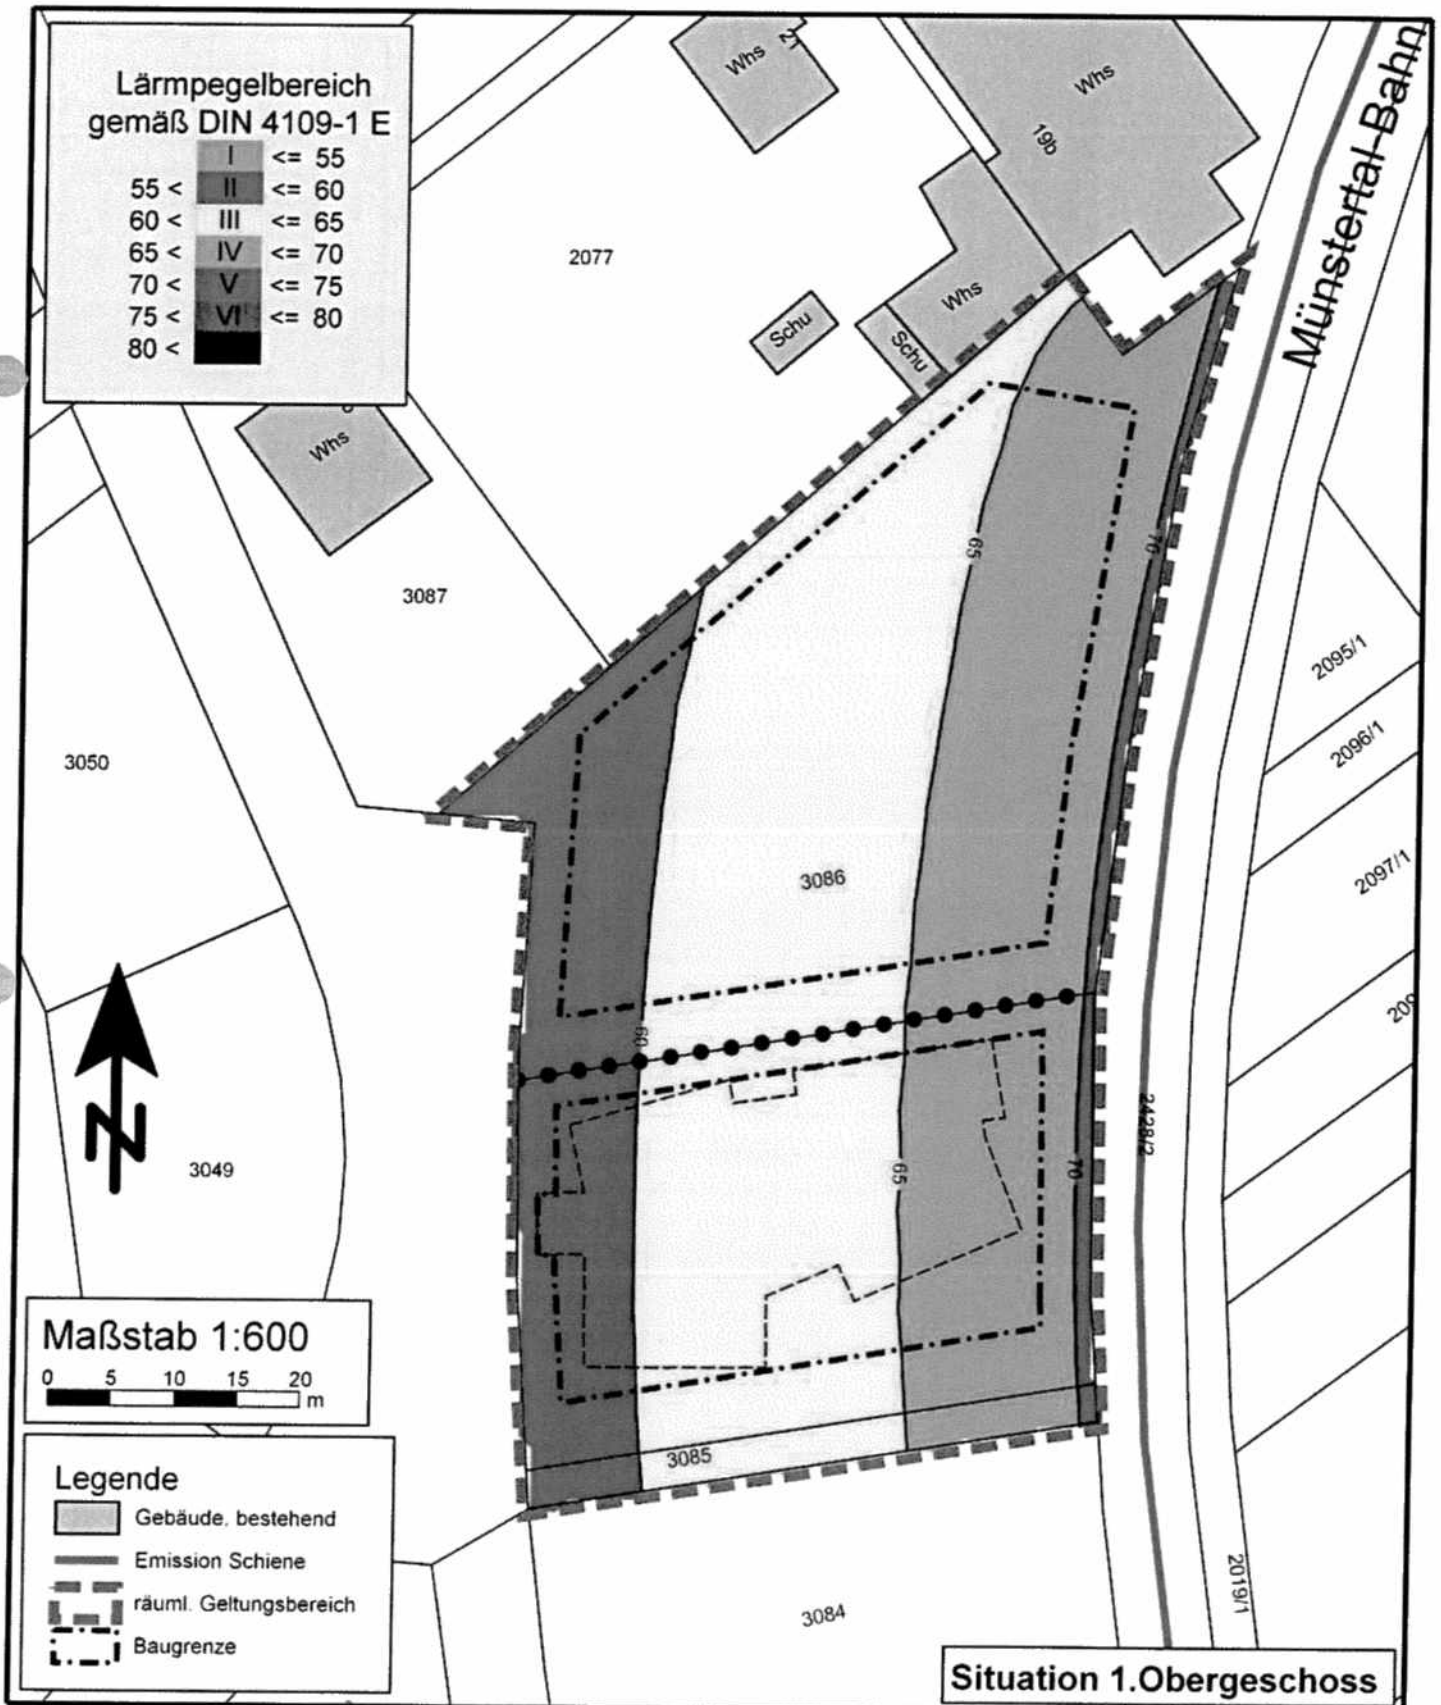 Lärmpegelbereich
gemäß DIN 4109-1 E
I <= 55
55 < II <= 60
60 < III <= 65
65 < IV <= 70
70 < V <= 75
75 < VI <= 80
80 <
Whs
21
Whs
19b
Münstertal-Bahn
2077
Whs
Schu
Schu
Whs
3087
65
70
2095/1
2096/1
3050
3086
2097/1
N
60
3049
65
70
2428/2
Maßstab 1:600
0 5 10 15 20
m
3085
Legende
Gebäude, bestehend
Emission Schiene
räuml. Geltungsbereich
Baugrenze
3084
2019/1
Situation 1.Obergeschoss